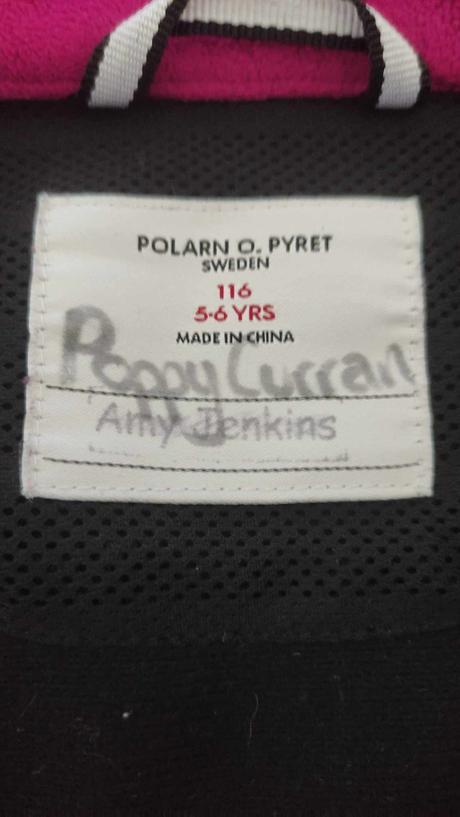 POLARN O. PYRET
SWEDEN
116
5-6 YRS
MADE IN CHINA
Poppy Curran
Amy Jenkins